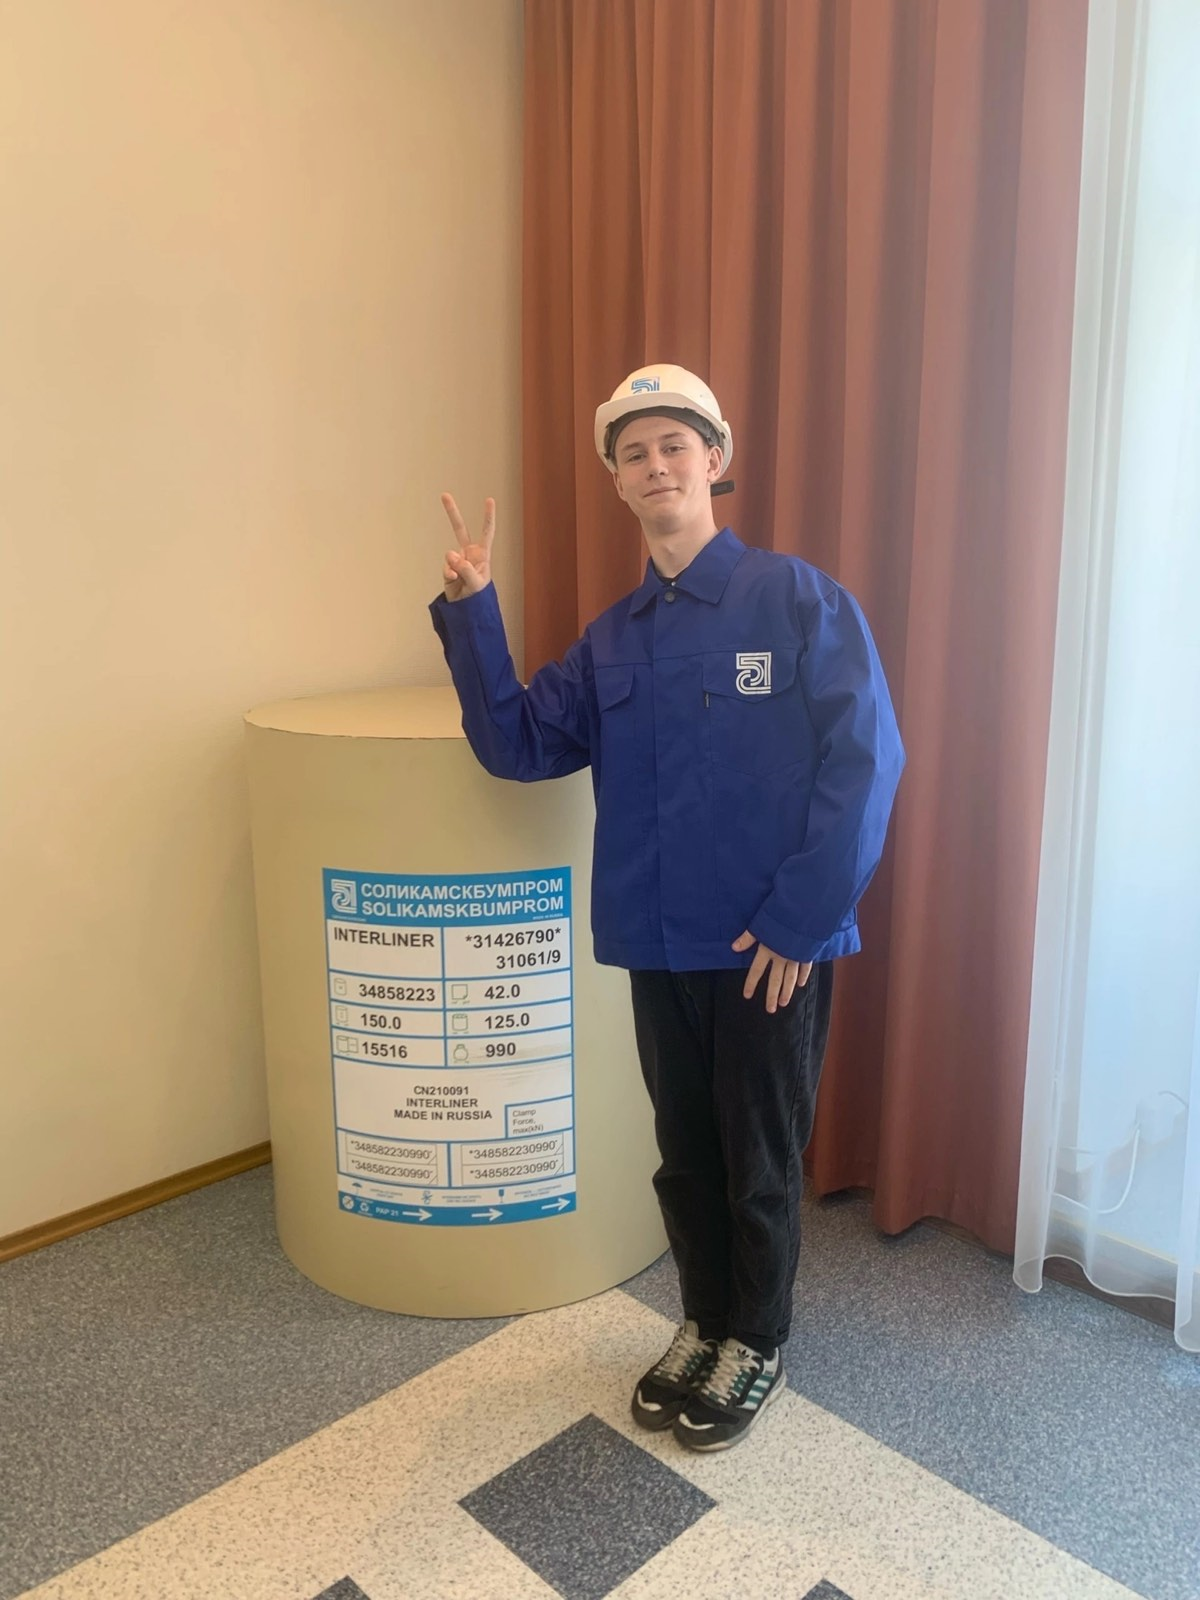 СОЛИКАМСКБУМПРОМ
SOLIKAMSKBUMPROM
INTERLINER
*31426790*
31061/9
34858223
42.0
150.0
125.0
15516
990
CN210091
INTERLINER
MADE IN RUSSIA
Clamp
Force,
max(kN)
*348582230990*
*348582230990*
*348582230990*
*348582230990*
PAP 21